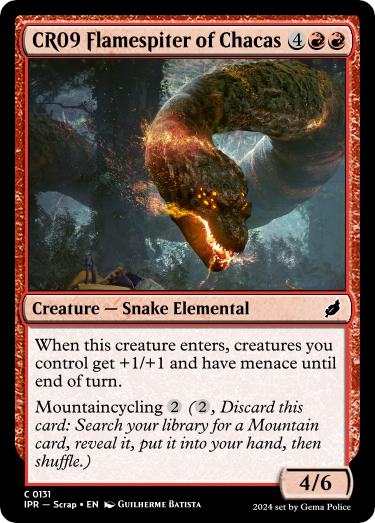 CR09 Flamespiter of Chacas 4
Creature — Snake Elemental
When this creature enters, creatures you
control get +1/+1 and have menace until
end of turn.
Mountaincycling 2 (2, Discard this
card: Search your library for a Mountain
card, reveal it, put it into your hand, then
shuffle.)
4/6
C 0131
IPR — Scrap • EN Guilherme Batista
2024 set by Gema Police